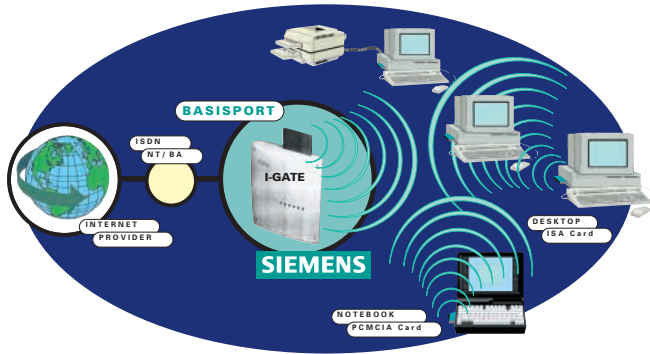 BASISPORT
ISDN
NT/BA
I-GATE
INTERNET
PROVIDER
DESKTOP
ISA Card
SIEMENS
NOTEBOOK
PCMCIA Card